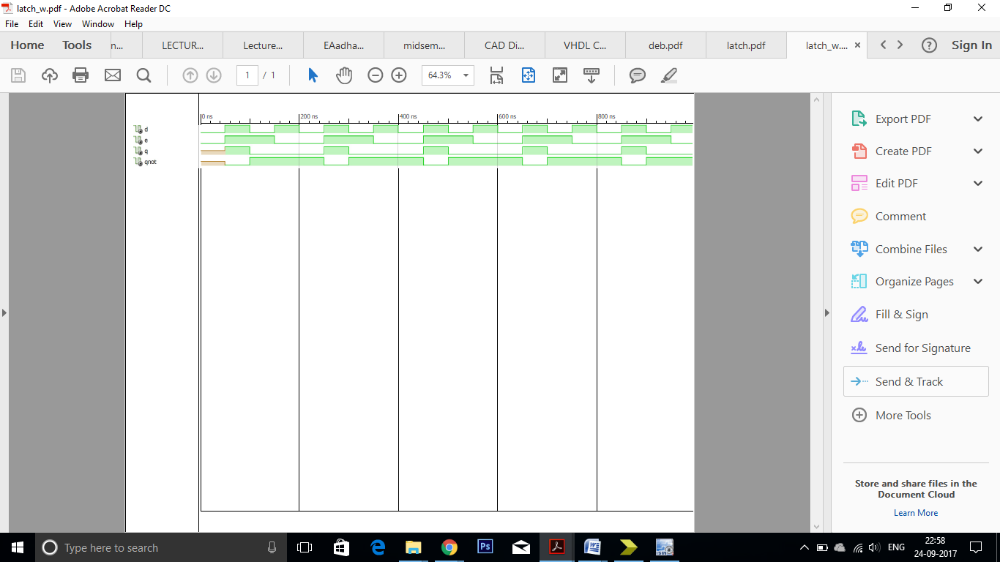 latch_w.pdf - Adobe Acrobat Reader DC
File Edit View Window Help
Home Tools n... LECTUR... Lecture... EAadha... midsem... CAD Di... VHDL C... deb.pdf latch.pdf latch_w.... Sign In
1 / 1 64.3%
0 ns 200 ns 400 ns 600 ns 800 ns
d
e
q
qnot
Export PDF
Create PDF
Edit PDF
Comment
Combine Files
Organize Pages
Fill & Sign
Send for Signature
Send & Track
More Tools
Store and share files in the
Document Cloud
Learn More
Type here to search
ENG
22:58
24-09-2017